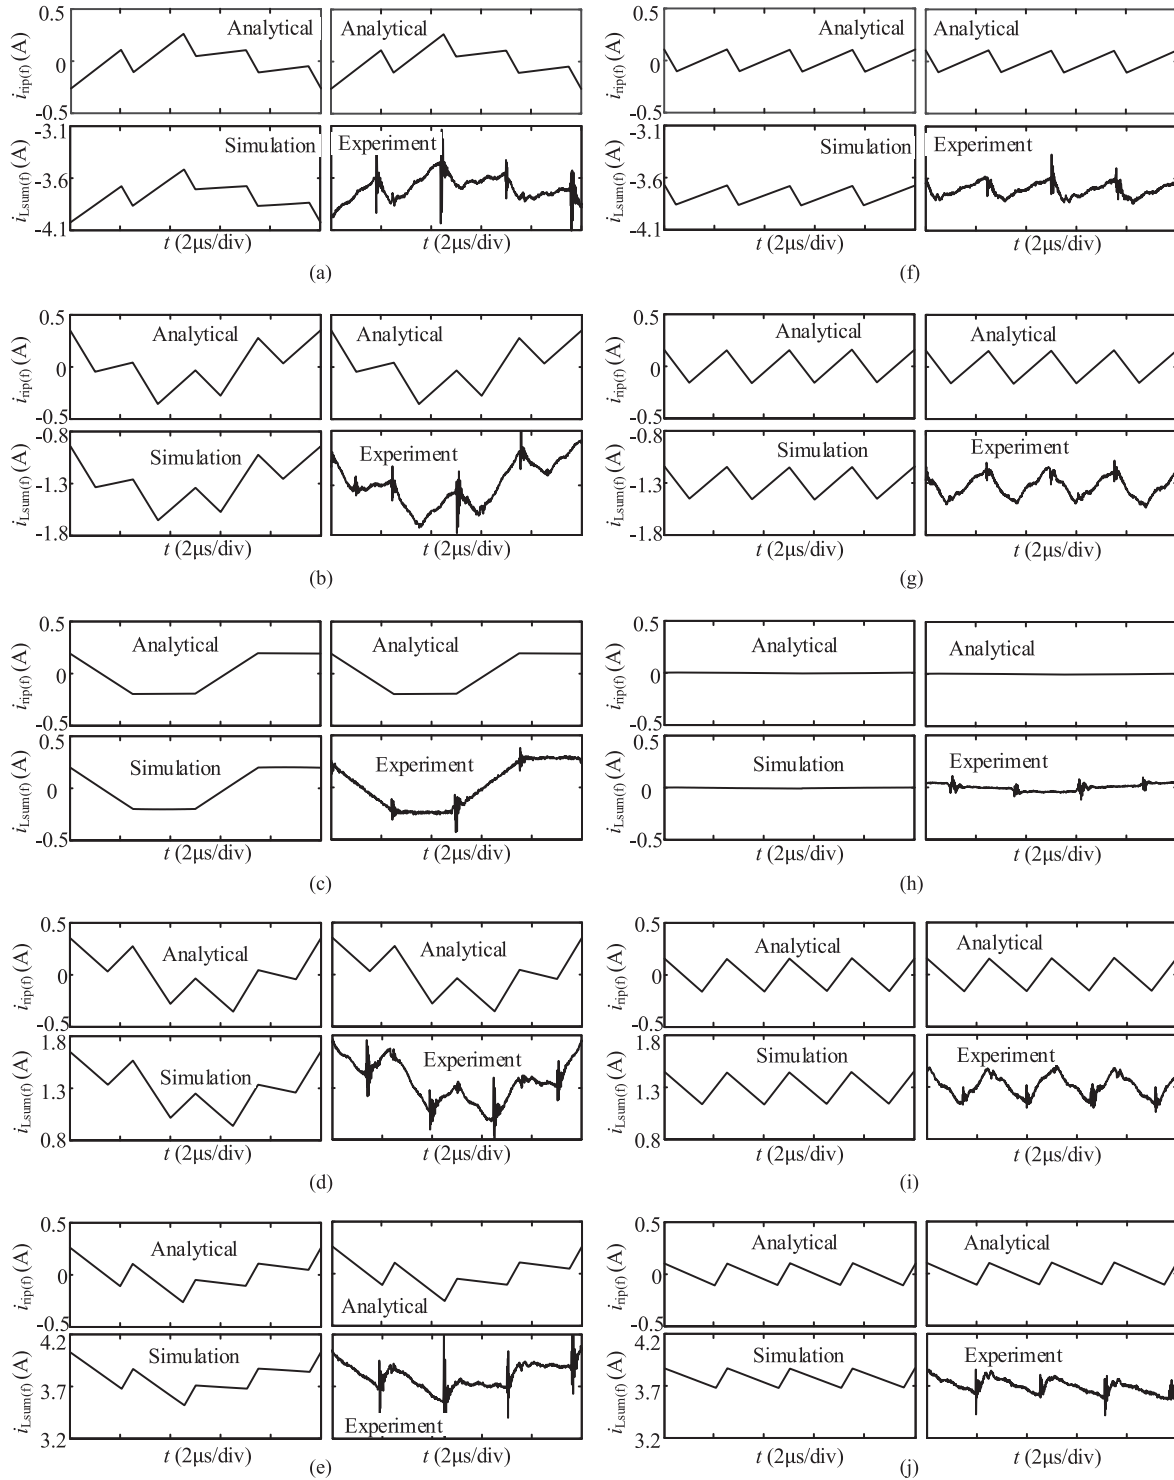 0.5
0
-0.5
i_rip(f) (A)
Analytical
Analytical
-3.1
-3.6
-4.1
i_Lsum(f) (A)
Simulation
Experiment
t (2μs/div)
t (2μs/div)
(a)
0.5
0
-0.5
i_rip(f) (A)
Analytical
Analytical
-3.1
-3.6
-4.1
i_Lsum(f) (A)
Simulation
Experiment
t (2μs/div)
t (2μs/div)
(f)
0.5
0
-0.5
i_rip(f) (A)
Analytical
Analytical
-0.8
-1.3
-1.8
i_Lsum(f) (A)
Simulation
Experiment
t (2μs/div)
t (2μs/div)
(b)
0.5
0
-0.5
i_rip(f) (A)
Analytical
Analytical
-0.8
-1.3
-1.8
i_Lsum(f) (A)
Simulation
Experiment
t (2μs/div)
t (2μs/div)
(g)
0.5
0
-0.5
i_rip(f) (A)
Analytical
Analytical
0.5
0
-0.5
i_Lsum(f) (A)
Simulation
Experiment
t (2μs/div)
t (2μs/div)
(c)
0.5
0
-0.5
i_rip(f) (A)
Analytical
Analytical
0.5
0
-0.5
i_Lsum(f) (A)
Simulation
Experiment
t (2μs/div)
t (2μs/div)
(h)
0.5
0
-0.5
i_rip(f) (A)
Analytical
Analytical
1.8
1.3
0.8
i_Lsum(f) (A)
Simulation
Experiment
t (2μs/div)
t (2μs/div)
(d)
0.5
0
-0.5
i_rip(f) (A)
Analytical
Analytical
1.8
1.3
0.8
i_Lsum(f) (A)
Simulation
Experiment
t (2μs/div)
t (2μs/div)
(i)
0.5
0
-0.5
i_rip(f) (A)
Analytical
Analytical
4.2
3.7
3.2
i_Lsum(f) (A)
Simulation
Experiment
t (2μs/div)
t (2μs/div)
(e)
0.5
0
-0.5
i_rip(f) (A)
Analytical
Analytical
4.2
3.7
3.2
i_Lsum(f) (A)
Simulation
Experiment
t (2μs/div)
t (2μs/div)
(j)